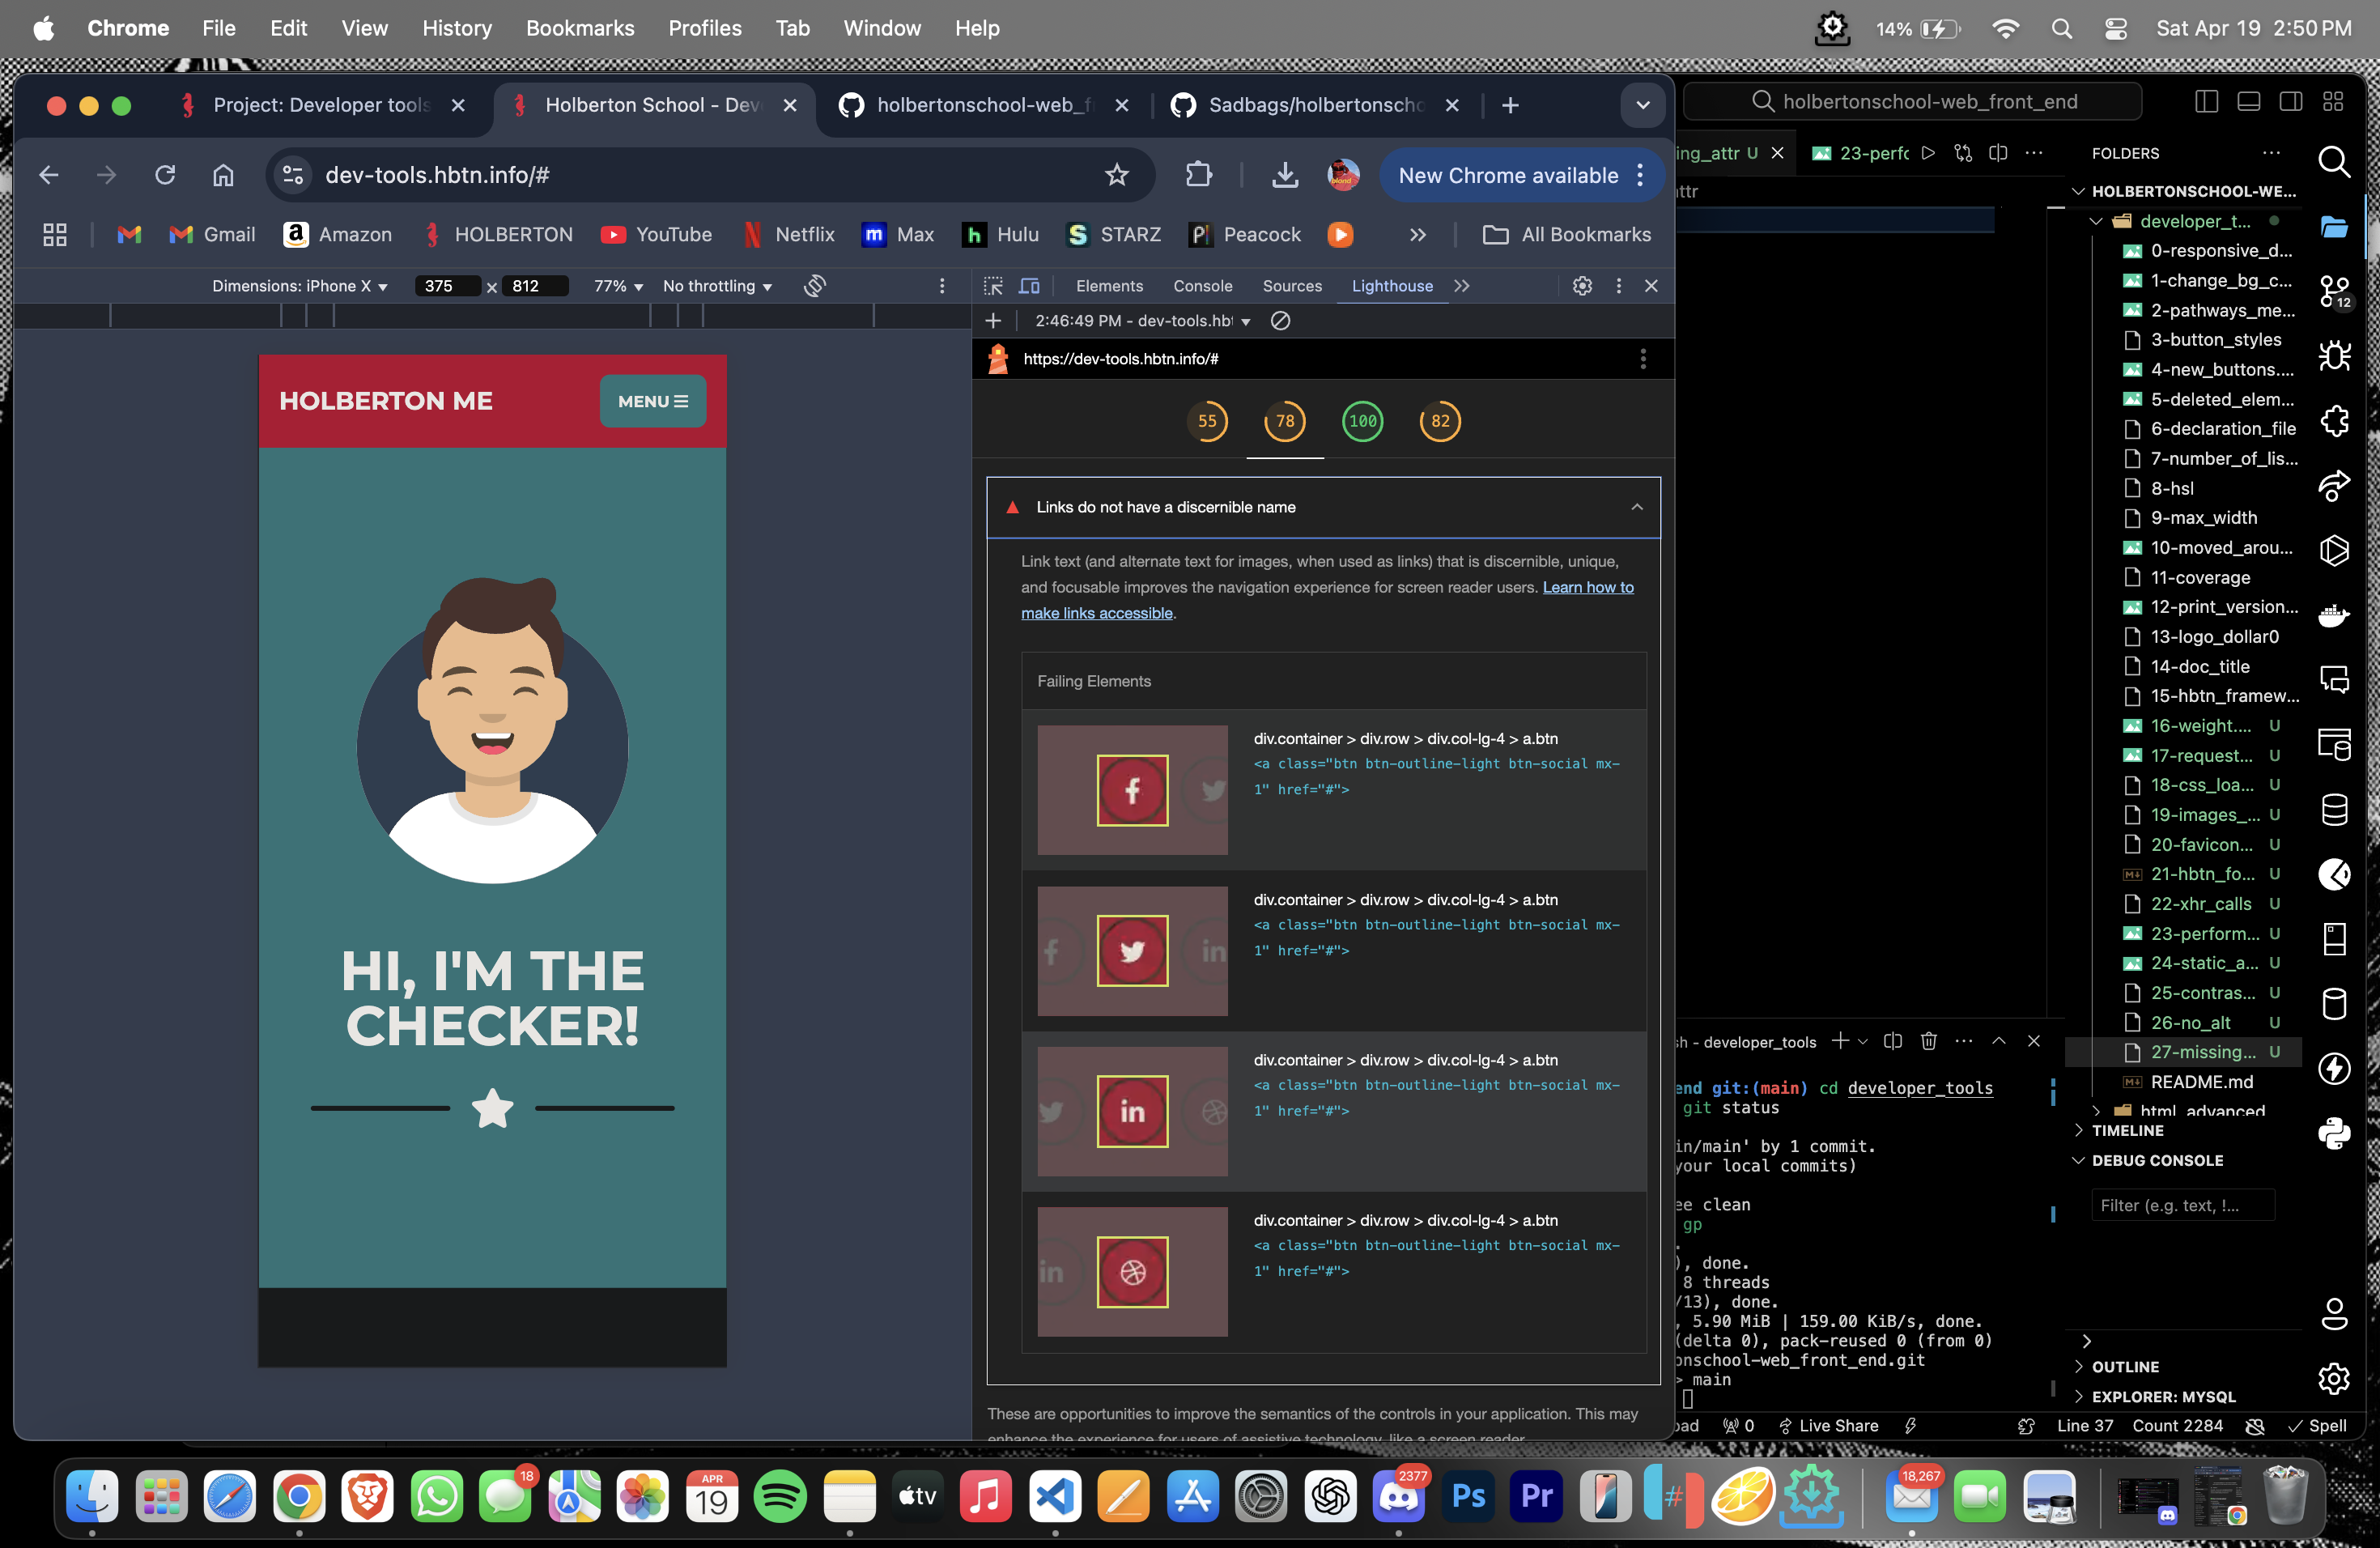 Chrome File Edit View History Bookmarks Profiles Tab Window Help
14% Sat Apr 19 2:50 PM
Project: Developer tools
Holberton School - Dev
holbertonschool-web_f
Sadbags/holbertonscho
dev-tools.hbtn.info/#
New Chrome available
Gmail Amazon HOLBERTON YouTube Netflix Max Hulu STARZ Peacock All Bookmarks
Dimensions: iPhone X 375 x 812 77% No throttling
Elements Console Sources Lighthouse
2:46:49 PM - dev-tools.hbt
https://dev-tools.hbtn.info/#
55 78 100 82
HOLBERTON ME
MENU
HI, I'M THE
CHECKER!
Links do not have a discernible name
Link text (and alternate text for images, when used as links) that is discernible, unique,
and focusable improves the navigation experience for screen reader users. Learn how to
make links accessible.
Failing Elements
div.container > div.row > div.col-lg-4 > a.btn
<a class="btn btn-outline-light btn-social mx-
1" href="#">
div.container > div.row > div.col-lg-4 > a.btn
<a class="btn btn-outline-light btn-social mx-
1" href="#">
div.container > div.row > div.col-lg-4 > a.btn
<a class="btn btn-outline-light btn-social mx-
1" href="#">
div.container > div.row > div.col-lg-4 > a.btn
<a class="btn btn-outline-light btn-social mx-
1" href="#">
These are opportunities to improve the semantics of the controls in your application. This may
enhance the experience for users of assistive technology, like a screen reader.
holbertonschool-web_front_end
ing_attr U
23-perfc
ttr
FOLDERS
HOLBERTONSCHOOL-WE...
developer_t...
0-responsive_d...
1-change_bg_c...
2-pathways_me...
3-button_styles
4-new_buttons....
5-deleted_elem...
6-declaration_file
7-number_of_lis...
8-hsl
9-max_width
10-moved_arou...
11-coverage
12-print_version...
13-logo_dollar0
14-doc_title
15-hbtn_framew...
16-weight.... U
17-request... U
18-css_loa... U
19-images_... U
20-favicon... U
21-hbtn_fo... U
22-xhr_calls U
23-perform... U
24-static_a... U
25-contras... U
26-no_alt U
27-missing... U
README.md
html_advanced
TIMELINE
DEBUG CONSOLE
Filter (e.g. text, !...
OUTLINE
EXPLORER: MYSQL
12
sh - developer_tools
end git:(main) cd developer_tools
git status
in/main' by 1 commit.
your local commits)
ee clean
gp
.
), done.
8 threads
/13), done.
, 5.90 MiB | 159.00 KiB/s, done.
(delta 0), pack-reused 0 (from 0)
onschool-web_front_end.git
> main
oad 0 Live Share Line 37 Count 2284 Spell
18
APR
19
tv
2377
Ps
Pr
#
18,267